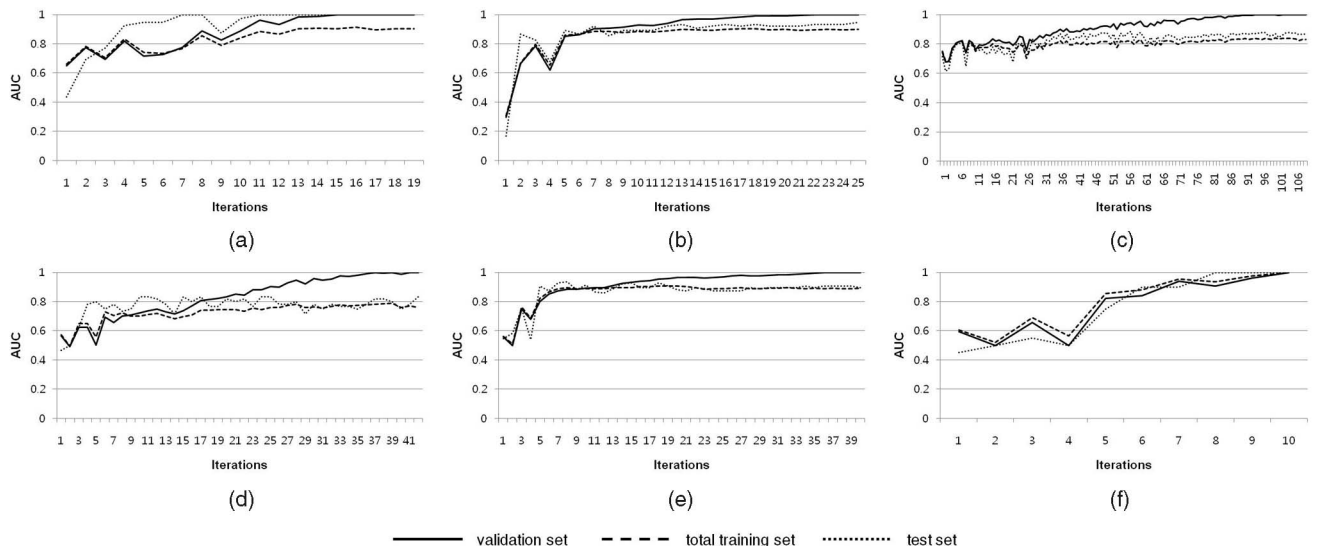 1
0.8
0.6
0.4
0.2
0
AUC
1 2 3 4 5 6 7 8 9 10 11 12 13 14 15 16 17 18 19
Iterations
(a)
1
0.8
0.6
0.4
0.2
0
AUC
1 2 3 4 5 6 7 8 9 10 11 12 13 14 15 16 17 18 19 20 21 22 23 24 25
Iterations
(b)
1
0.8
0.6
0.4
0.2
0
AUC
1 6 11 16 21 26 31 36 41 46 51 56 61 66 71 76 81 86 91 96 101 106
Iterations
(c)
1
0.8
0.6
0.4
0.2
0
AUC
1 3 5 7 9 11 13 15 17 19 21 23 25 27 29 31 33 35 37 39 41
Iterations
(d)
1
0.8
0.6
0.4
0.2
0
AUC
1 3 5 7 9 11 13 15 17 19 21 23 25 27 29 31 33 35 37 39
Iterations
(e)
1
0.8
0.6
0.4
0.2
0
AUC
1 2 3 4 5 6 7 8 9 10
Iterations
(f)
validation set total training set test set